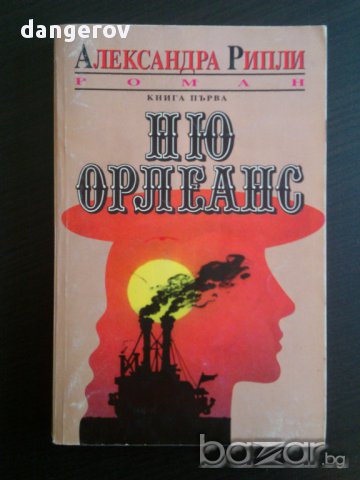 dangerov
АЛЕКСАНДРА РИПЛИ
РОМАН
КНИГА ПЪРВА
НЮ
ОРЛЕАНС
bazar.bg